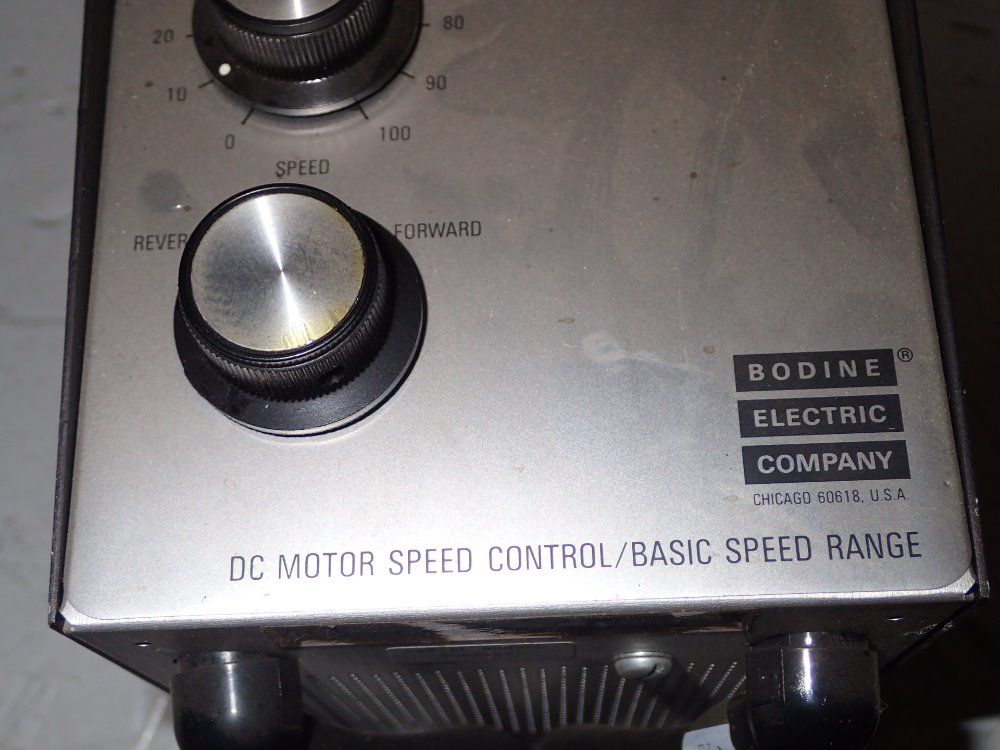 20 80
10 90
0 100
SPEED
REVER FORWARD
BODINE ®
ELECTRIC
COMPANY
CHICAGO 60618, U.S.A.
DC MOTOR SPEED CONTROL/BASIC SPEED RANGE